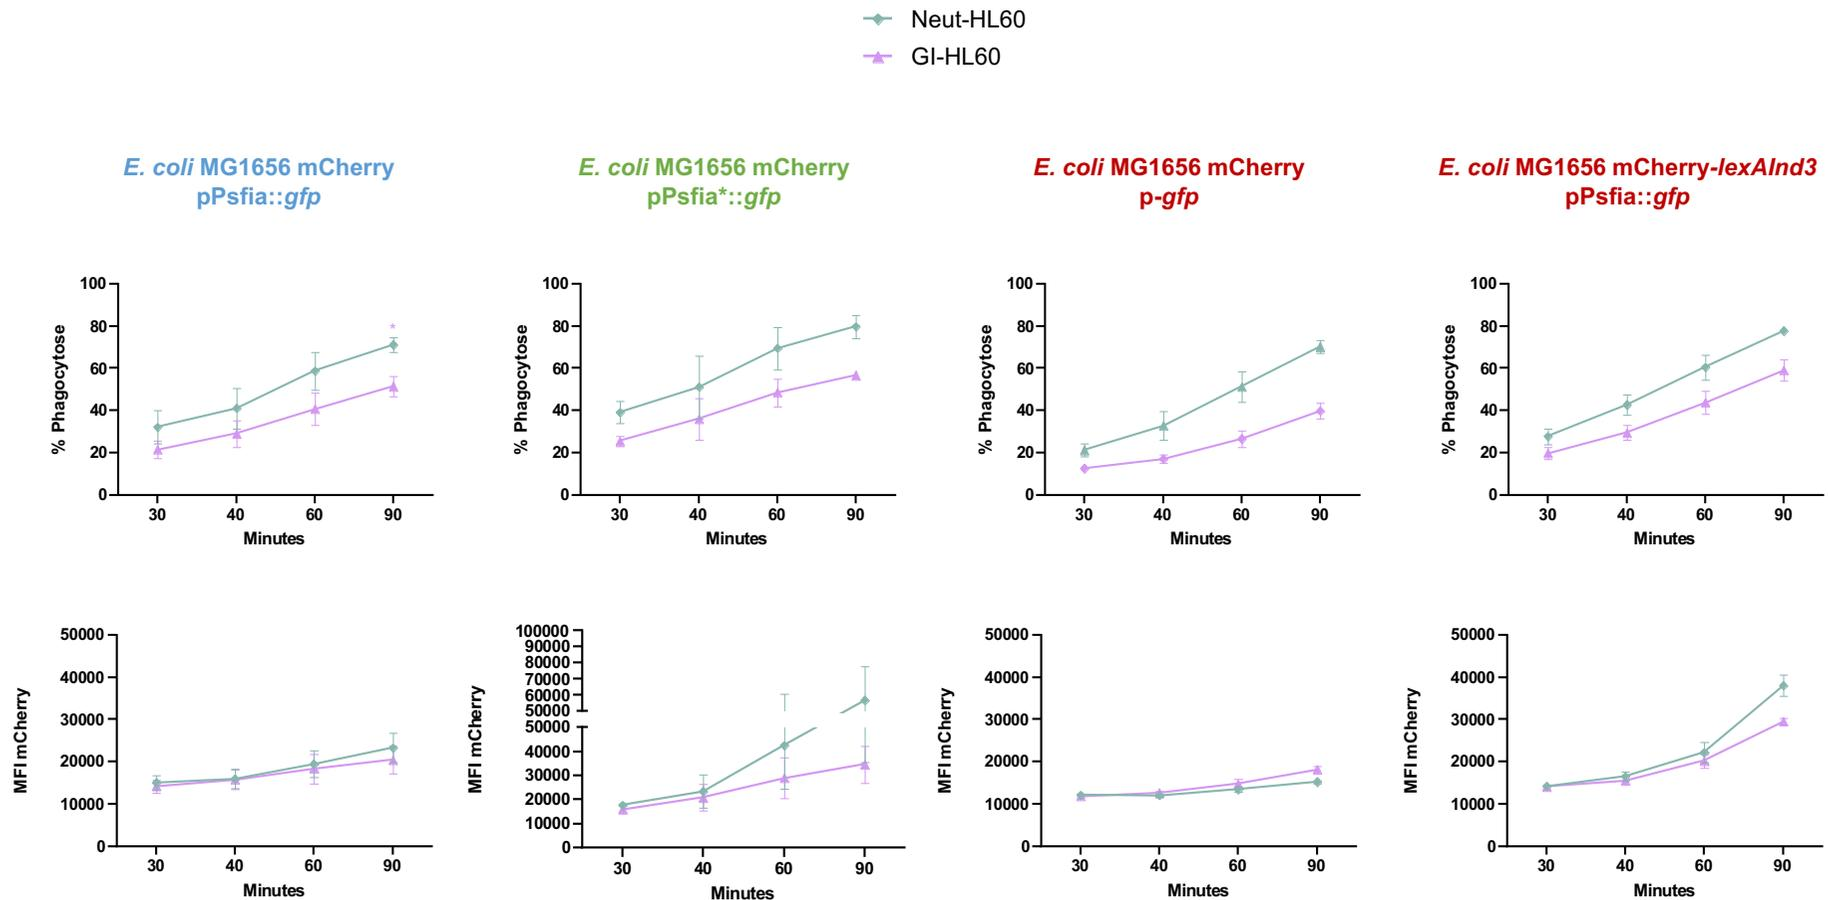 Neut-HL60
GI-HL60
E. coli MG1656 mCherry
pPsfia::gfp
E. coli MG1656 mCherry
pPsfia*::gfp
E. coli MG1656 mCherry
p-gfp
E. coli MG1656 mCherry-lexAInd3
pPsfia::gfp
% Phagocytose
100
80
60
40
20
0
*
30 40 60 90
Minutes
% Phagocytose
100
80
60
40
20
0
30 40 60 90
Minutes
% Phagocytose
100
80
60
40
20
0
30 40 60 90
Minutes
% Phagocytose
100
80
60
40
20
0
30 40 60 90
Minutes
MFI mCherry
50000
40000
30000
20000
10000
0
30 40 60 90
Minutes
MFI mCherry
100000
90000
80000
70000
60000
50000
50000
40000
30000
20000
10000
0
30 40 60 90
Minutes
MFI mCherry
50000
40000
30000
20000
10000
0
30 40 60 90
Minutes
MFI mCherry
50000
40000
30000
20000
10000
0
30 40 60 90
Minutes